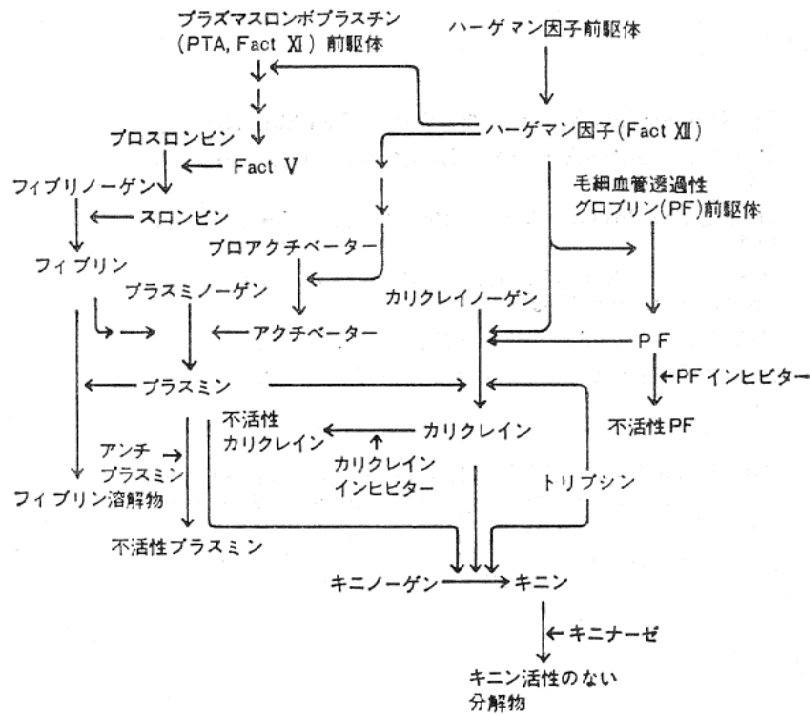 プラズマスロンボプラスチン
(PTA, Fact XI) 前駆体
ハーゲマン因子前駆体
ハーゲマン因子(Fact XII)
プロスロンビン
Fact V
フィブリノーゲン
毛細血管透過性
グロブリン(PF)前駆体
スロンビン
プロアクチベーター
フィブリン
プラスミノーゲン
カリクレイノーゲン
アクチベーター
PF
プラスミン
PFインヒビター
不活性
カリクレイン
カリクレイン
不活性PF
アンチ
プラスミン
カリクレイン
インヒビター
トリプシン
フィブリン溶解物
不活性プラスミン
キニノーゲン
キニン
キニナーゼ
キニン活性のない
分解物